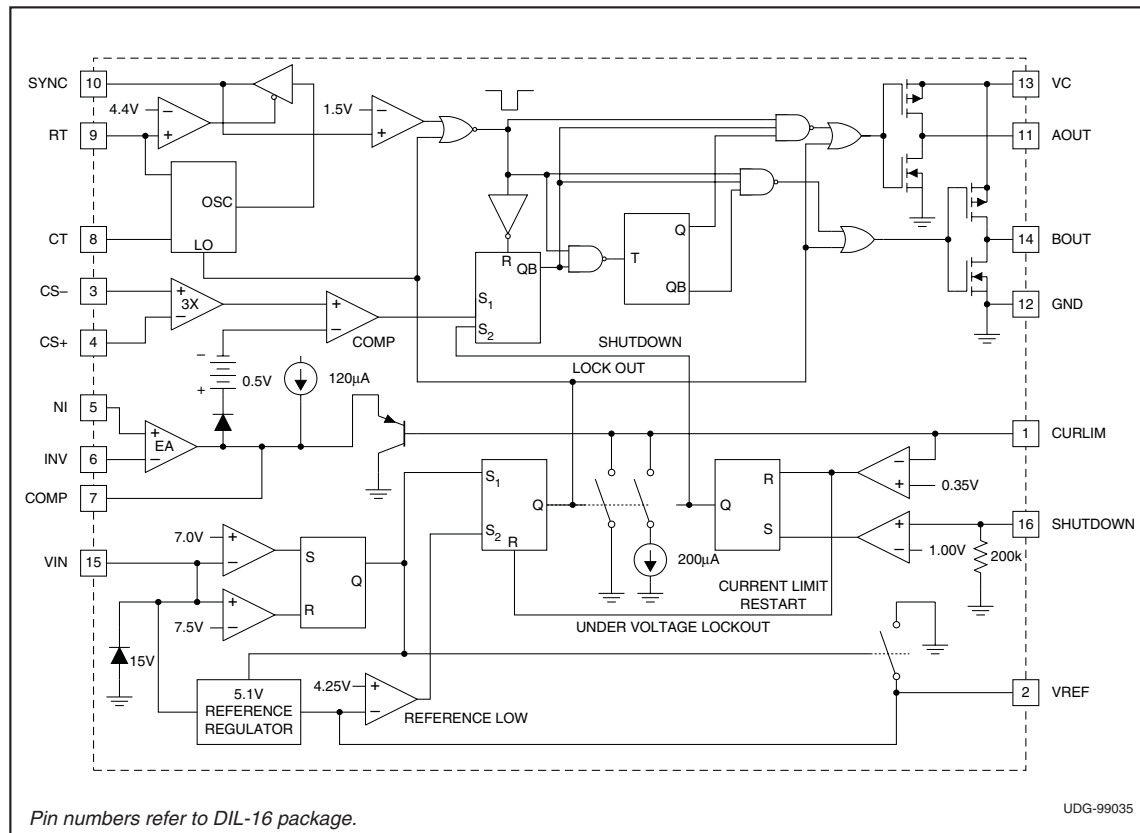 SYNC 10
RT 9
CT 8
CS– 3
CS+ 4
NI 5
INV 6
COMP 7
VIN 15
4.4V
–
+
OSC
LO
1.5V
–
+
+
3X
–
+
–
COMP
–
+
0.5V
120µA
+
EA
–
R
QB
S1
S2
T
Q
QB
SHUTDOWN
LOCK OUT
13 VC
11 AOUT
14 BOUT
12 GND
1 CURLIM
16 SHUTDOWN
2 VREF
S1
S2
Q
R
200µA
Q
R
S
–
+
0.35V
+
–
1.00V
200k
CURRENT LIMIT
RESTART
UNDER VOLTAGE LOCKOUT
7.0V
+
–
+
–
7.5V
S
R
Q
15V
5.1V
REFERENCE
REGULATOR
4.25V
+
–
REFERENCE LOW
Pin numbers refer to DIL-16 package.
UDG-99035